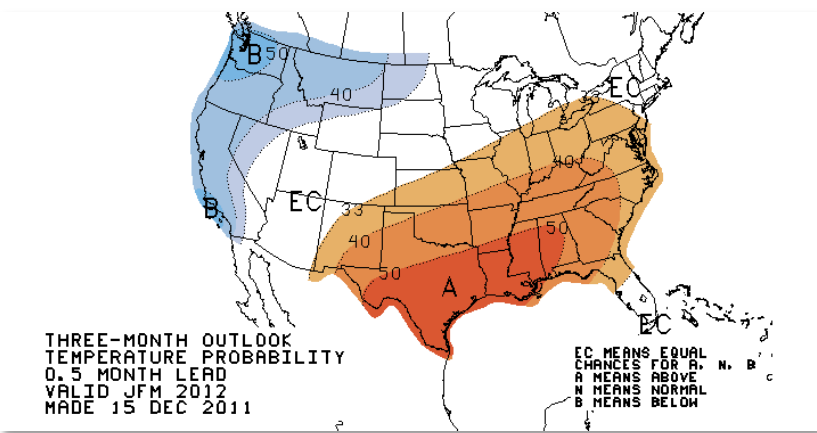 B 50
EC
33
40
40
B
EC
33
50
40
50
A
EC
THREE-MONTH OUTLOOK
TEMPERATURE PROBABILITY
0.5 MONTH LEAD
VALID JFM 2012
MADE 15 DEC 2011
EC MEANS EQUAL
CHANCES FOR A, N, B
A MEANS ABOVE
N MEANS NORMAL
B MEANS BELOW